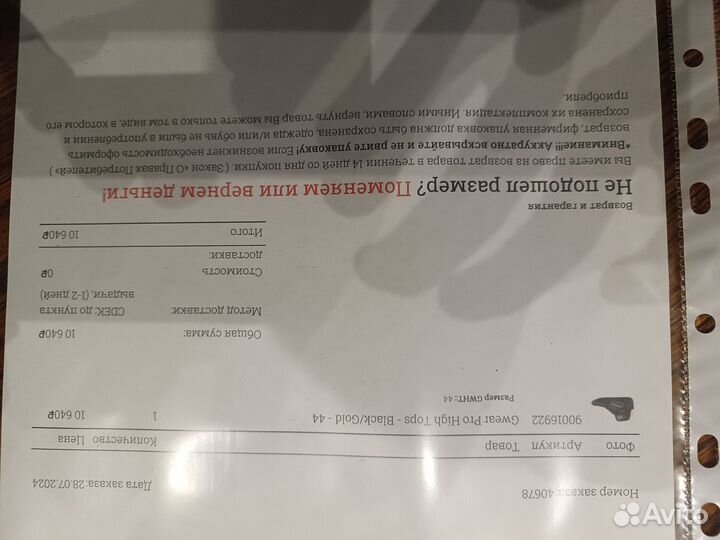 Номер заказа: 40678 Дата заказа: 28.07.2024
Фото Артикул Товар Количество Цена
90016922 Gwear Pro High Tops - Black/Gold - 44 1 10 640₽
Размер GWHT: 44
Общая сумма: 10 640₽
Метод доставки: СДЕК: до пункта
выдачи, (1-2 дней)
Стоимость 0₽
доставки:
Итого 10 640₽
Возврат и гарантия
Не подошел размер? Поменяем или вернем деньги!
Вы имеете право на возврат товара в течении 14 дней со дня покупки. ( Закон «О Правах Потребителей» )
*Внимание!!! Аккуратно вскрывайте и не рвите упаковку! Если возникнет необходимость оформить
возврат, фирменная упаковка должна быть сохранена, одежда и/или обувь не были в употреблении и
сохранена их комплектация. Иными словами, вернуть товар Вы можете только в том виде, в котором его
приобрели.
Avito